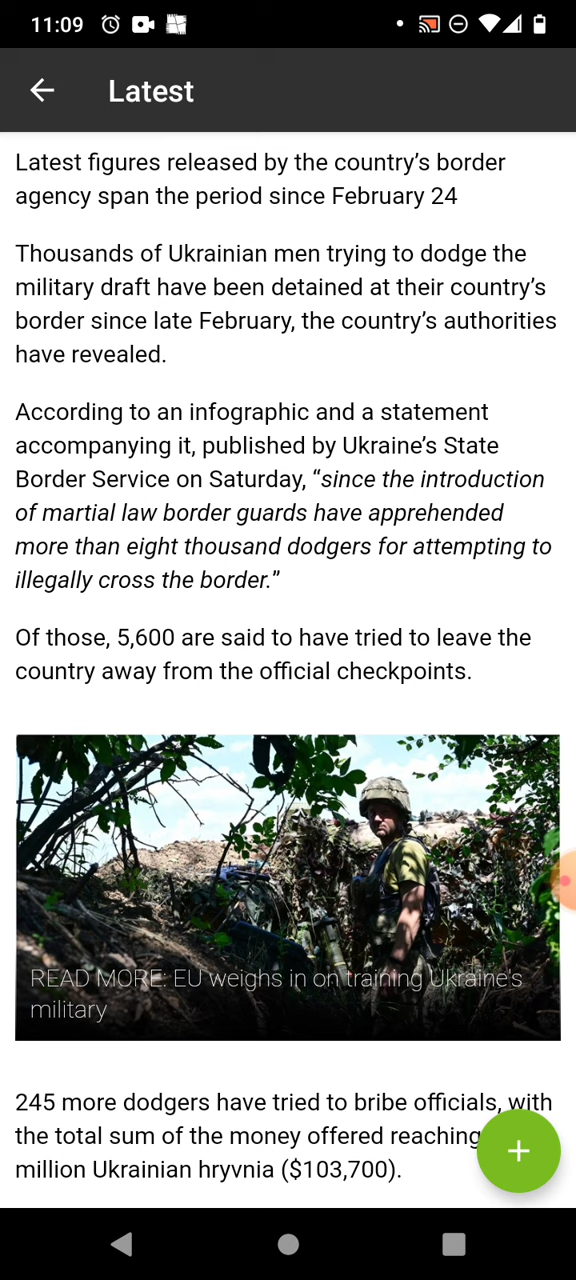 11:09
Latest
Latest figures released by the country’s border
agency span the period since February 24
Thousands of Ukrainian men trying to dodge the
military draft have been detained at their country’s
border since late February, the country’s authorities
have revealed.
According to an infographic and a statement
accompanying it, published by Ukraine’s State
Border Service on Saturday, “since the introduction
of martial law border guards have apprehended
more than eight thousand dodgers for attempting to
illegally cross the border.”
Of those, 5,600 are said to have tried to leave the
country away from the official checkpoints.
READ MORE: EU weighs in on training Ukraine's
military
245 more dodgers have tried to bribe officials, with
the total sum of the money offered reaching
million Ukrainian hryvnia ($103,700).